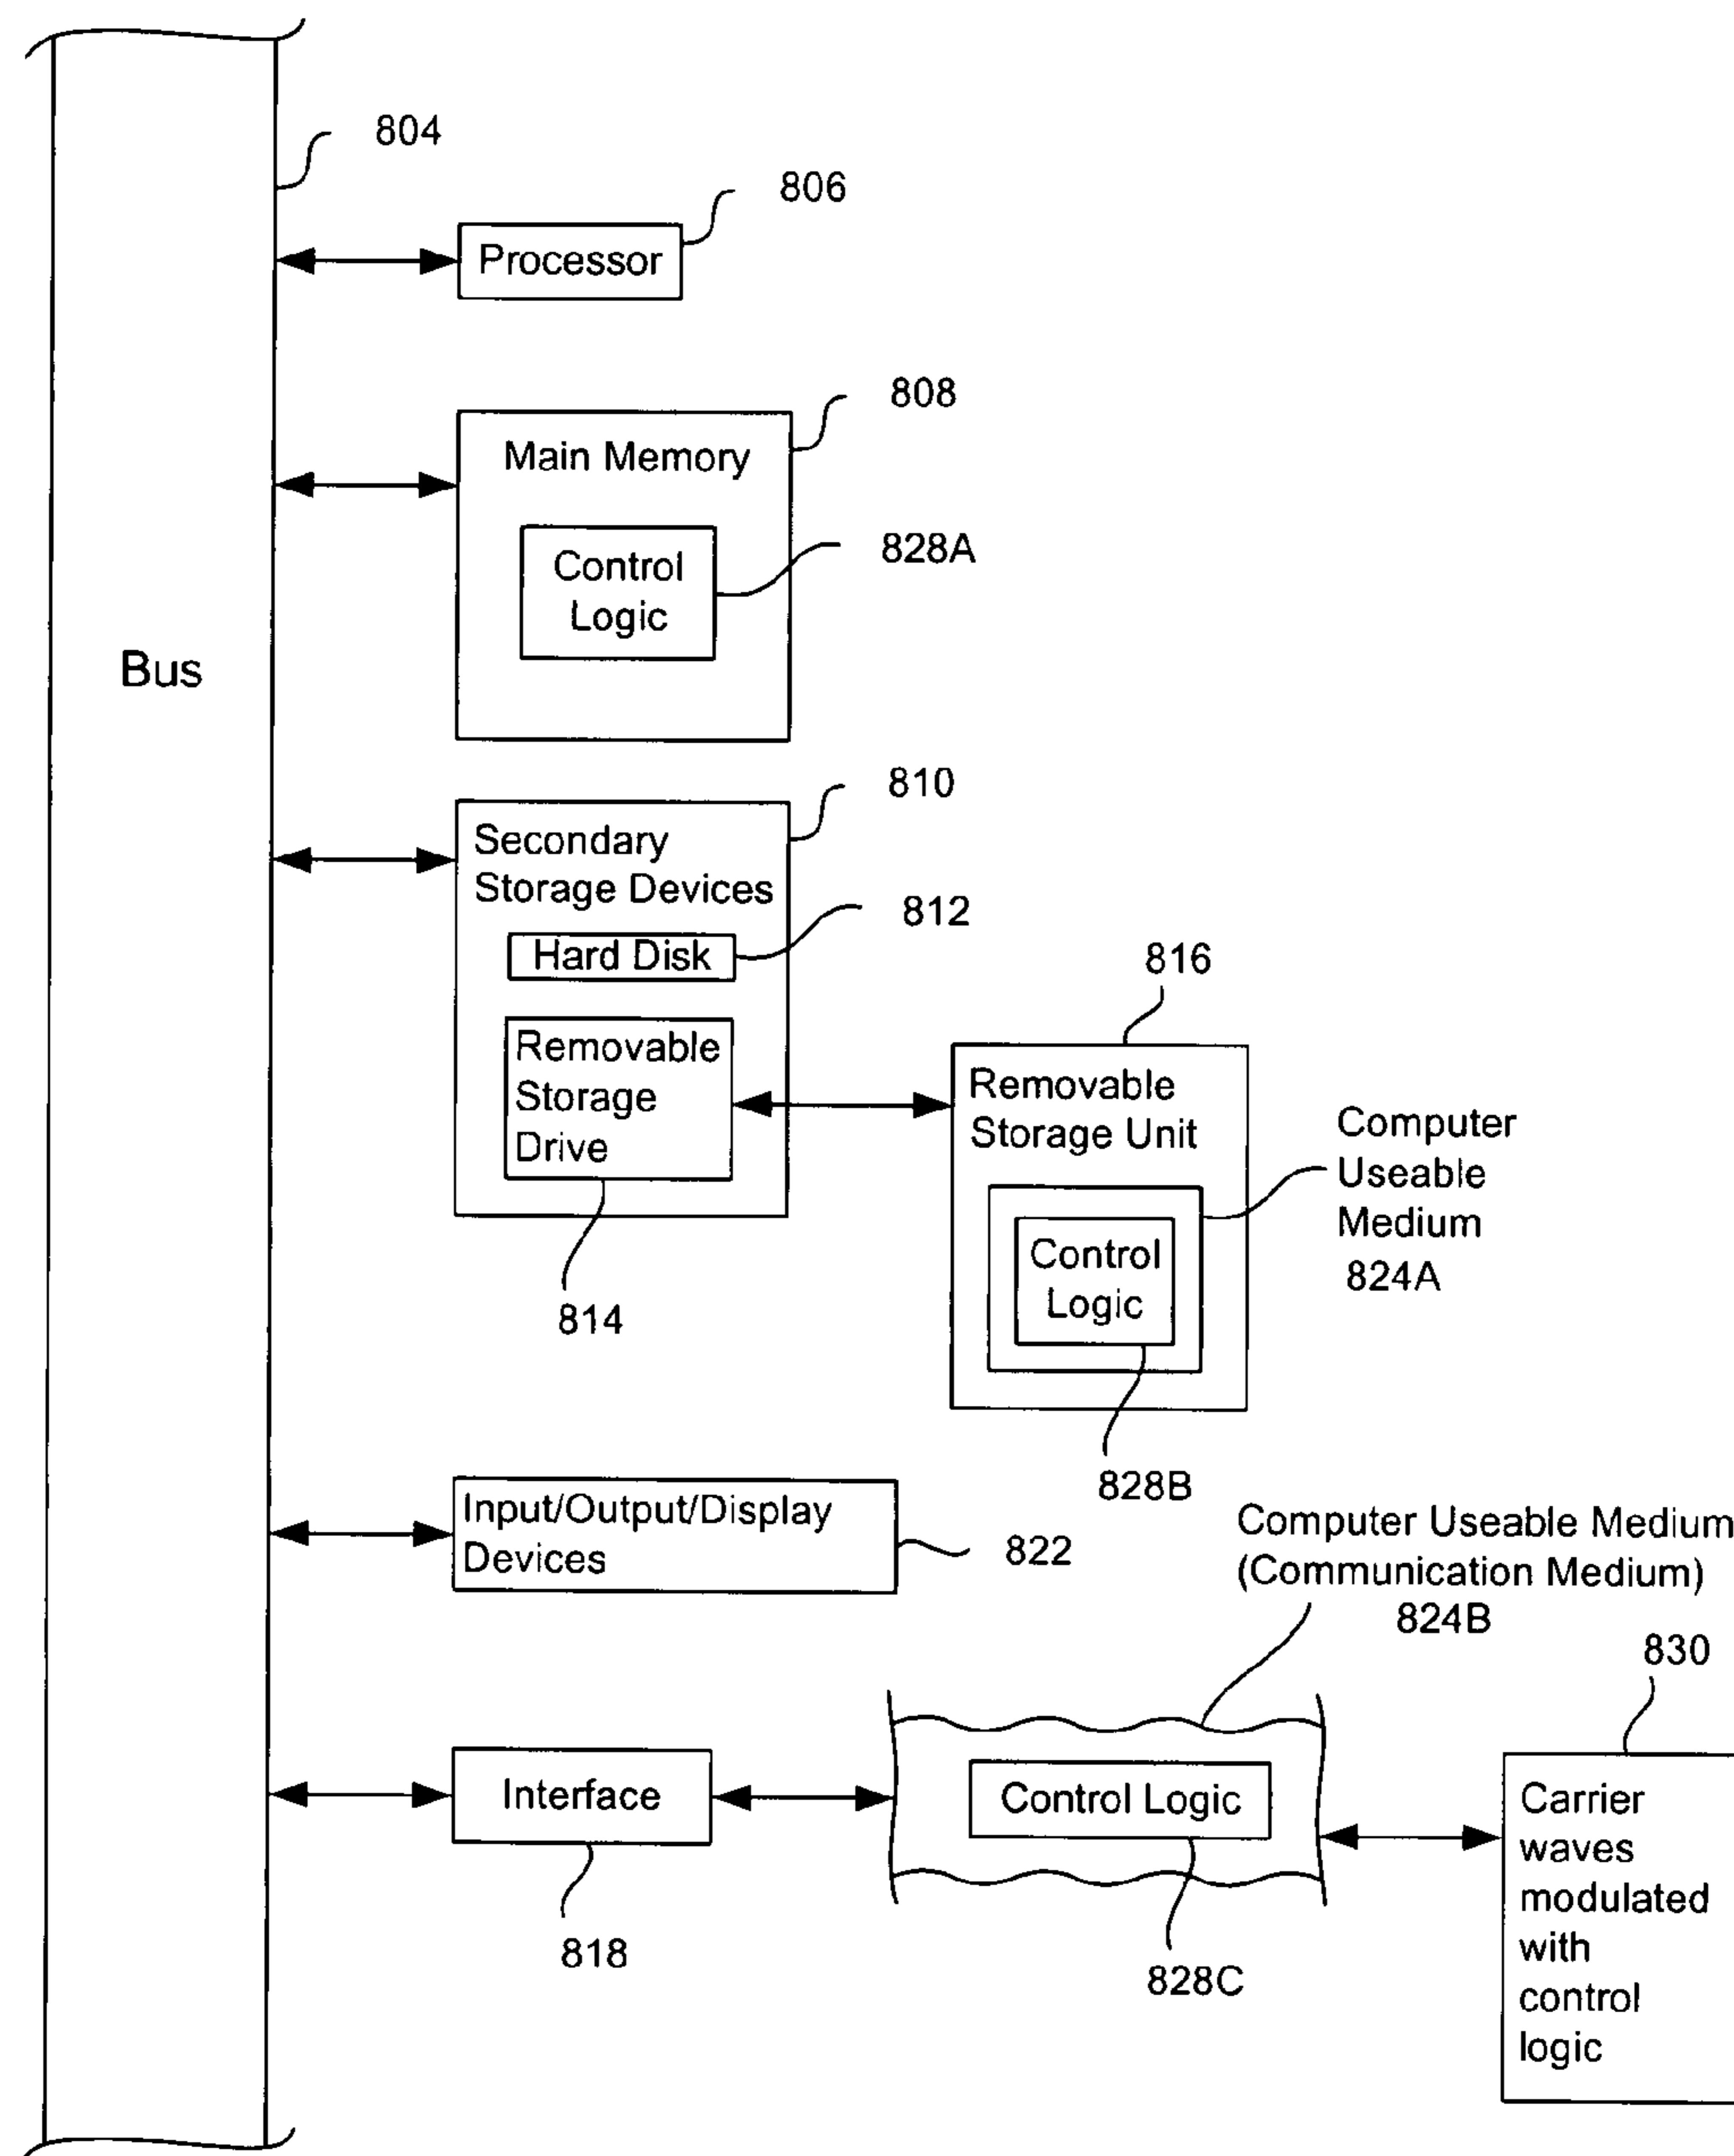 804
806
Processor
808
Main Memory
828A
Control
Logic
Bus
810
Secondary
Storage Devices
812
Hard Disk
816
Removable
Storage
Drive
Removable
Storage Unit
Computer
Useable
Medium
824A
Control
Logic
814
828B
Input/Output/Display
Devices
822
Computer Useable Medium
(Communication Medium)
824B
830
Interface
Control Logic
Carrier
waves
modulated
with
control
logic
818
828C